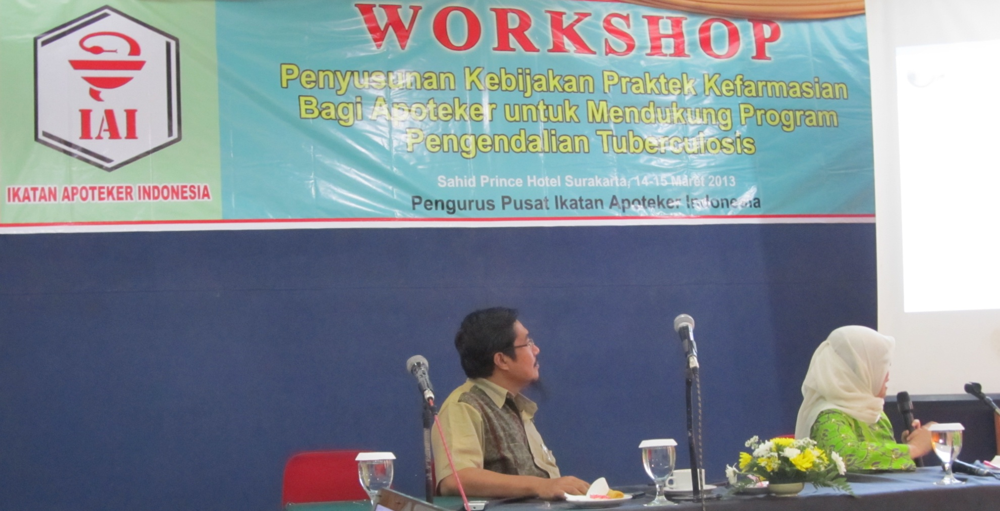 IAI
IKATAN APOTEKER INDONESIA
WORKSHOP
Penyusunan Kebijakan Praktek Kefarmasian
Bagi Apoteker untuk Mendukung Program
Pengendalian Tuberculosis
Sahid Prince Hotel Surakarta, 14-15 Maret 2013
Pengurus Pusat Ikatan Apoteker Indonesia